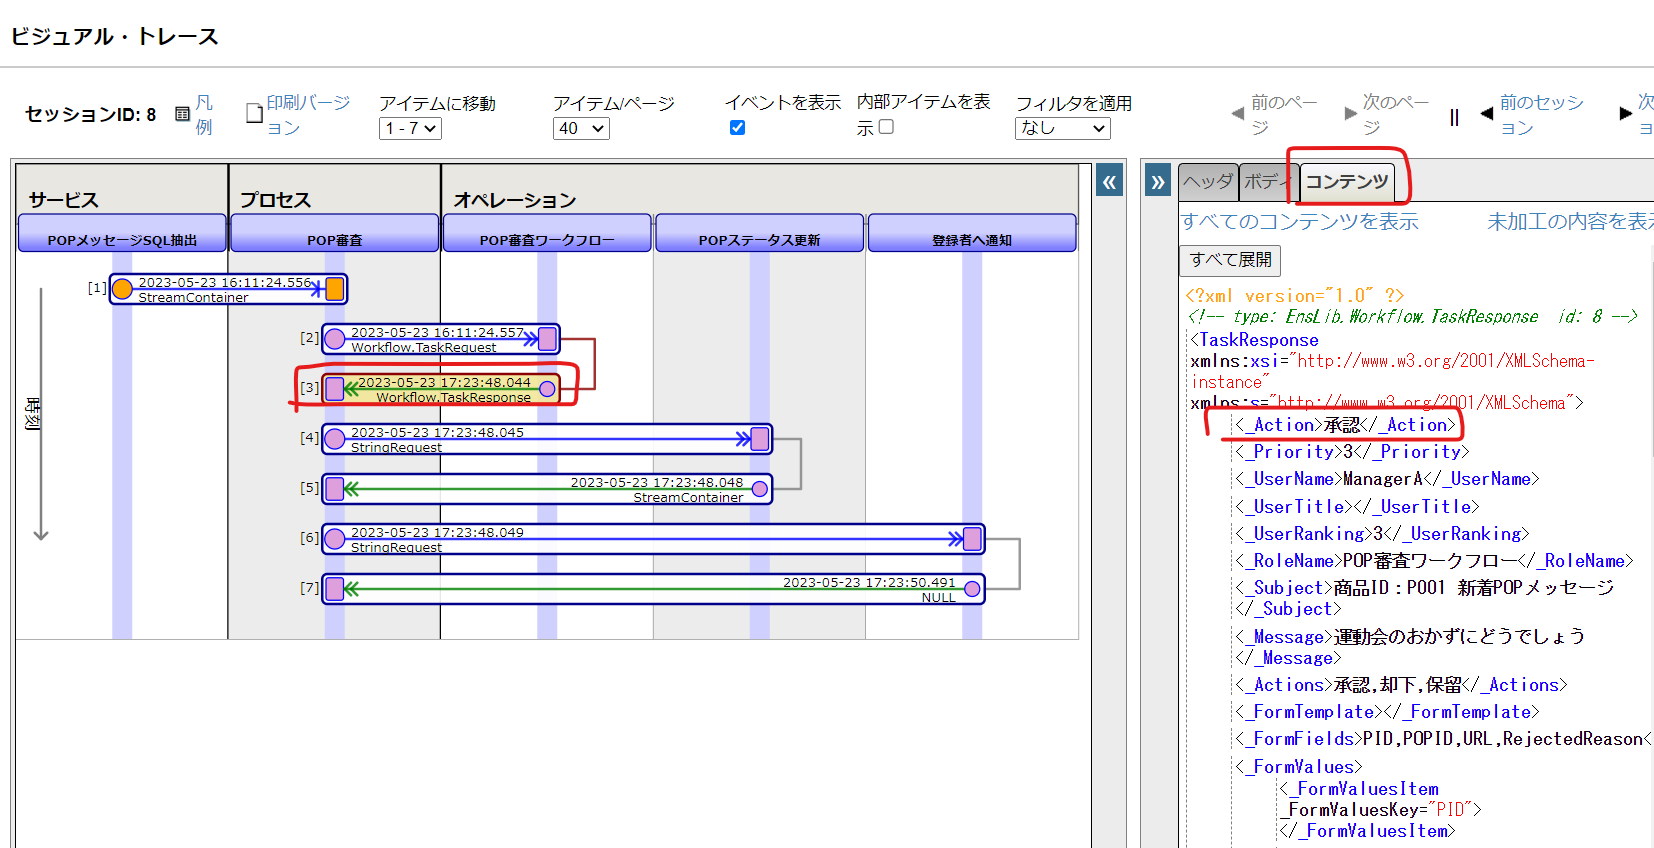 ビジュアル・トレース
セッションID: 8
凡
例
印刷バージ
ョン
アイテムに移動
1 - 7
アイテム/ページ
40
イベントを表示
内部アイテムを表
示
フィルタを適用
なし
前のペー
ジ
次のペー
ジ
||
前のセッシ
ョン
次
ョ
サービス
プロセス
オペレーション
POPメッセージSQL抽出
POP審査
POP審査ワークフロー
POPステータス更新
登録者へ通知
時刻
[1]
2023-05-23 16:11:24.556
StreamContainer
[2]
2023-05-23 16:11:24.557
Workflow.TaskRequest
[3]
2023-05-23 17:23:48.044
Workflow.TaskResponse
[4]
2023-05-23 17:23:48.045
StringRequest
[5]
2023-05-23 17:23:48.048
StreamContainer
[6]
2023-05-23 17:23:48.049
StringRequest
[7]
2023-05-23 17:23:50.491
NULL
«
»
ヘッダ
ボディ
コンテンツ
すべてのコンテンツを表示
未加工の内容を表示
すべて展開
<?xml version="1.0" ?>
<!-- type: EnsLib.Workflow.TaskResponse  id: 8 -->
<TaskResponse
xmlns:xsi="http://www.w3.org/2001/XMLSchema-
instance"
xmlns:s="http://www.w3.org/2001/XMLSchema">
<_Action>承認</_Action>
<_Priority>3</_Priority>
<_UserName>ManagerA</_UserName>
<_UserTitle></_UserTitle>
<_UserRanking>3</_UserRanking>
<_RoleName>POP審査ワークフロー</_RoleName>
<_Subject>商品ID：P001 新着POPメッセージ
</_Subject>
<_Message>運動会のおかずにどうでしょう
</_Message>
<_Actions>承認,却下,保留</_Actions>
<_FormTemplate></_FormTemplate>
<_FormFields>PID,POPID,URL,RejectedReason<
<_FormValues>
<_FormValuesItem
_FormValuesKey="PID">
</_FormValuesItem>